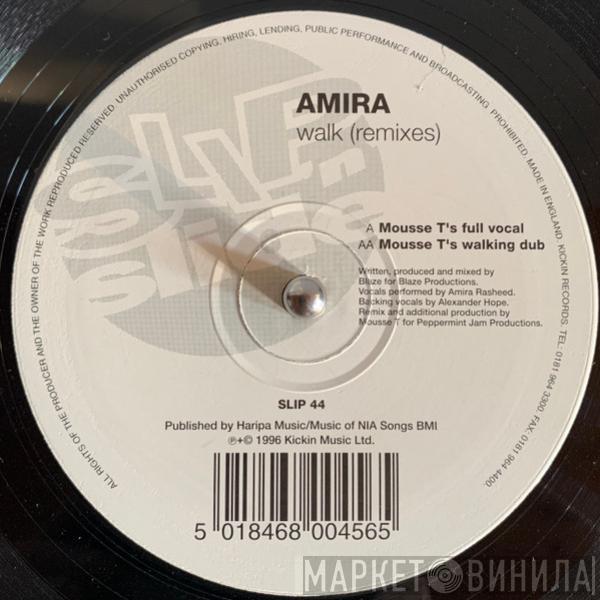 ALL RIGHTS OF THE PRODUCER AND THE OWNER OF THE WORK REPRODUCED RESERVED. UNAUTHORISED COPYING, HIRING, LENDING, PUBLIC PERFORMANCE AND BROADCASTING PROHIBITED. MADE IN ENGLAND. KICKIN RECORDS. TEL: 0181 964 3300. FAX: 0181 964 4400.
SLIP
AMIRA
walk (remixes)
A Mousse T's full vocal
AA Mousse T's walking dub
Written, produced and mixed by
Blaze for Blaze Productions.
Vocals performed by Amira Rasheed.
Backing vocals by Alexander Hope.
Remix and additional production by
Mousse T for Peppermint Jam Productions.
SLIP 44
Published by Haripa Music/Music of NIA Songs BMI
℗+© 1996 Kickin Music Ltd.
5 018468 004565
МАРКЕТ ВИНИЛА